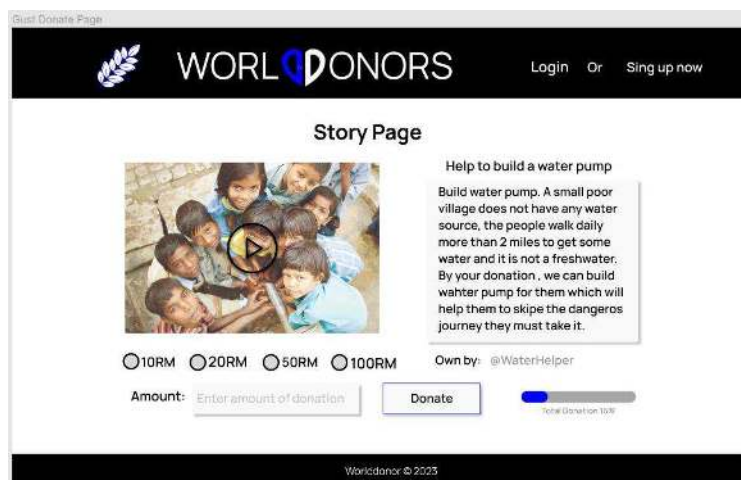 Gust Donate Page
WORLDDONORS
Login Or Sing up now
Story Page
Help to build a water pump
Build water pump. A small poor
village does not have any water
source, the people walk daily
more than 2 miles to get some
water and it is not a freshwater.
By your donation , we can build
wahter pump for them which will
help them to skipe the dangeros
journey they must take it.
10RM 20RM 50RM 100RM
Own by: @WaterHelper
Amount: Enter amount of donation
Donate
Total Donation
Worlddonor © 2023